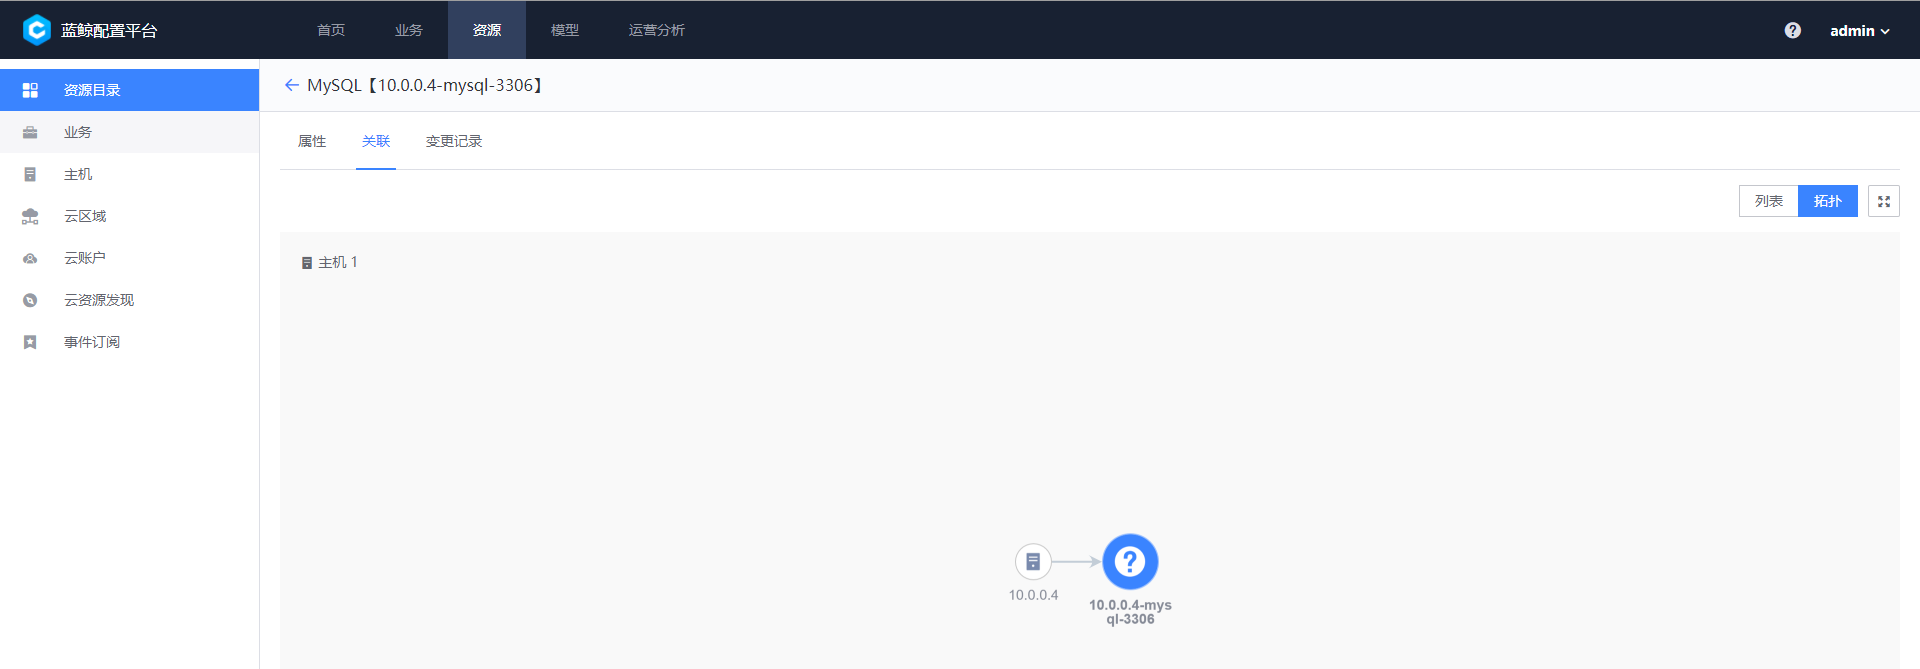 蓝鲸配置平台
首页
业务
资源
模型
运营分析
admin
资源目录
业务
主机
云区域
云账户
云资源发现
事件订阅
MySQL【10.0.0.4-mysql-3306】
属性
关联
变更记录
列表
拓扑
主机 1
10.0.0.4
10.0.0.4-mys
ql-3306